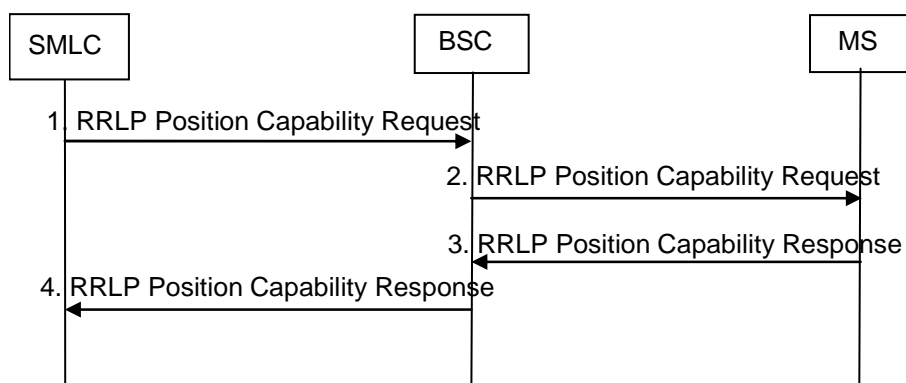 SMLC
BSC
MS
1. RRLP Position Capability Request
2. RRLP Position Capability Request
3. RRLP Position Capability Response
4. RRLP Position Capability Response